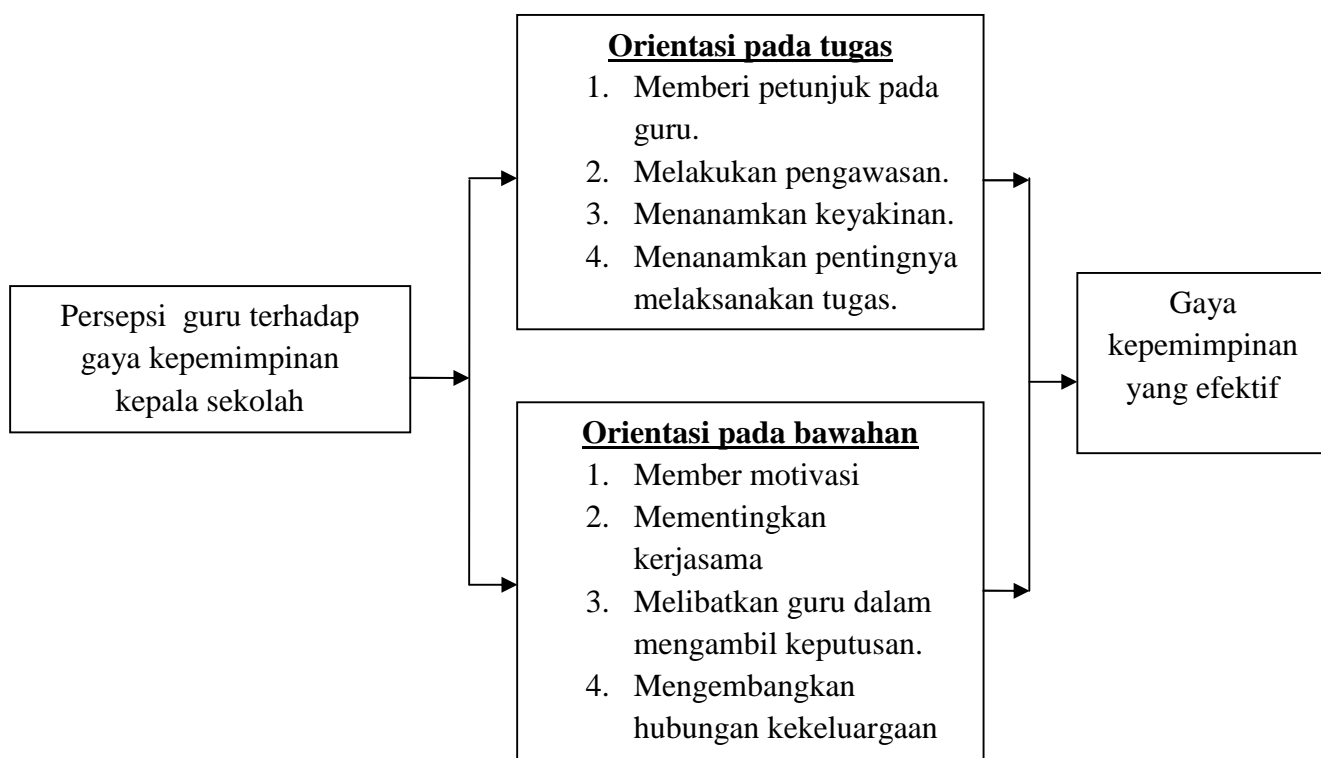 Persepsi guru terhadap
gaya kepemimpinan
kepala sekolah
Orientasi pada tugas
1. Memberi petunjuk pada
guru.
2. Melakukan pengawasan.
3. Menanamkan keyakinan.
4. Menanamkan pentingnya
melaksanakan tugas.
Orientasi pada bawahan
1. Member motivasi
2. Mementingkan
kerjasama
3. Melibatkan guru dalam
mengambil keputusan.
4. Mengembangkan
hubungan kekeluargaan
Gaya
kepemimpinan
yang efektif